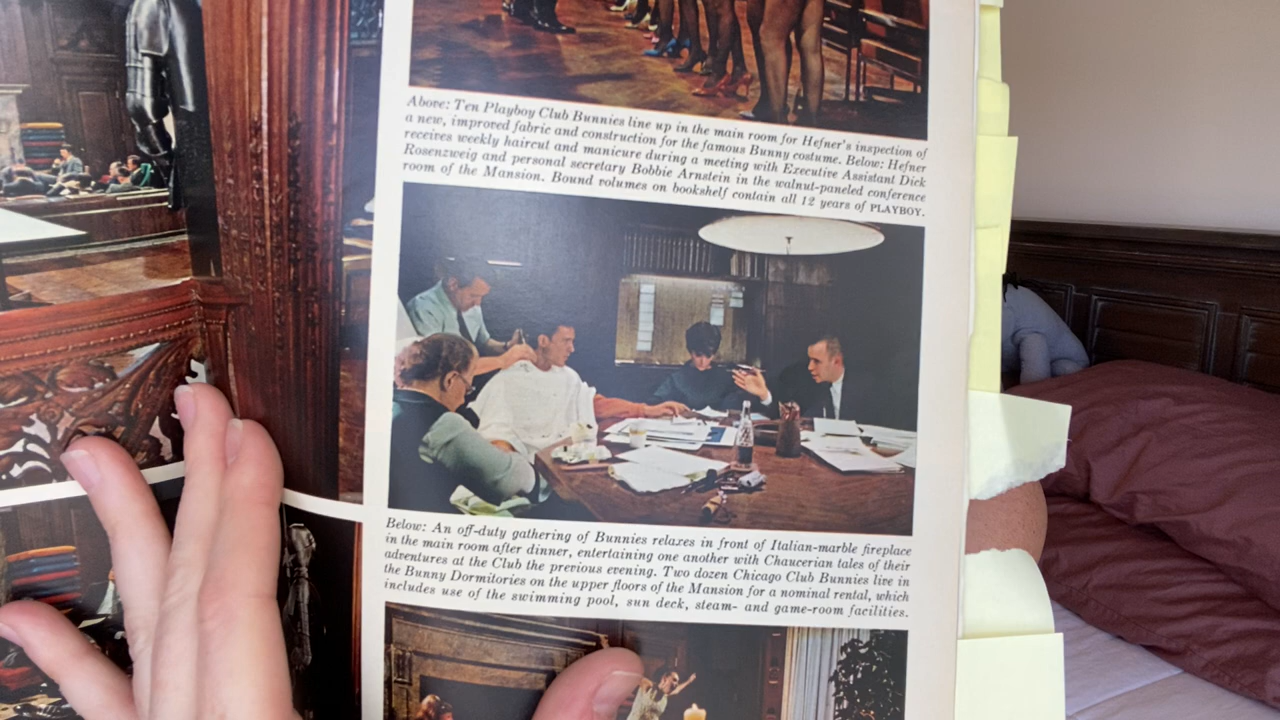 Above: Ten Playboy Club Bunnies line up in the main room for Hefner's inspection of
a new, improved fabric and construction for the famous Bunny costume. Below: Hefner
receives weekly haircut and manicure during a meeting with Executive Assistant Dick
Rosenzweig and personal secretary Bobbie Arnstein in the walnut-paneled conference
room of the Mansion. Bound volumes on bookshelf contain all 12 years of PLAYBOY.
Below: An off-duty gathering of Bunnies relaxes in front of Italian-marble fireplace
in the main room after dinner, entertaining one another with Chaucerian tales of their
adventures at the Club the previous evening. Two dozen Chicago Club Bunnies live in
the Bunny Dormitories on the upper floors of the Mansion for a nominal rental, which
includes use of the swimming pool, sun deck, steam- and game-room facilities.